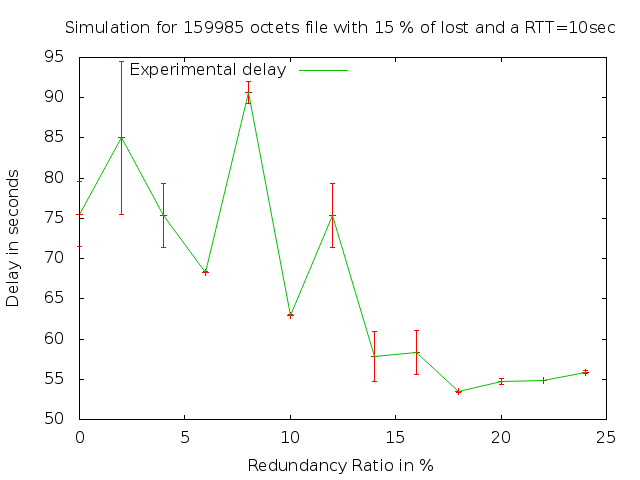 Simulation for 159985 octets file with 15 % of lost and a RTT=10sec
Experimental delay
95
90
85
80
75
70
65
60
55
50
Delay in seconds
0 5 10 15 20 25
Redundancy Ratio in %